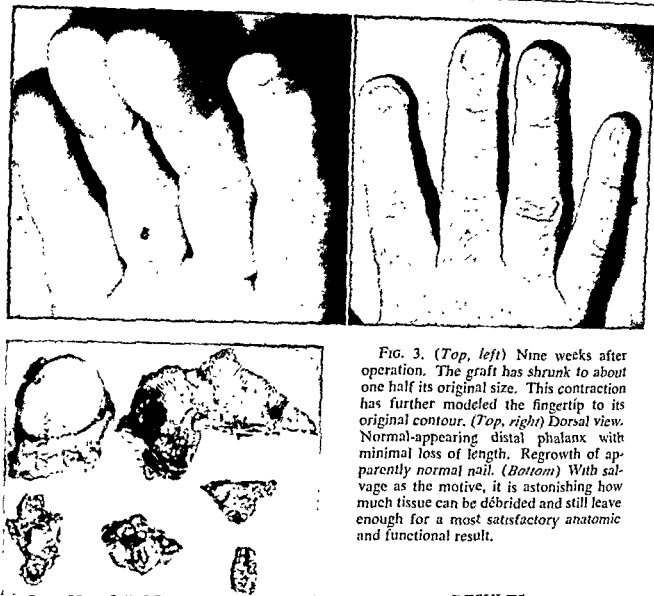 FIG. 3. (Top, left) Nine weeks after
operation. The graft has shrunk to about
one half its original size. This contraction
has further modeled the fingertip to its
original contour. (Top, right) Dorsal view.
Normal-appearing distal phalanx with
minimal loss of length. Regrowth of ap-
parently normal nail. (Bottom) With sal-
vage as the motive, it is astonishing how
much tissue can be débrided and still leave
enough for a most satisfactory anatomic
and functional result.